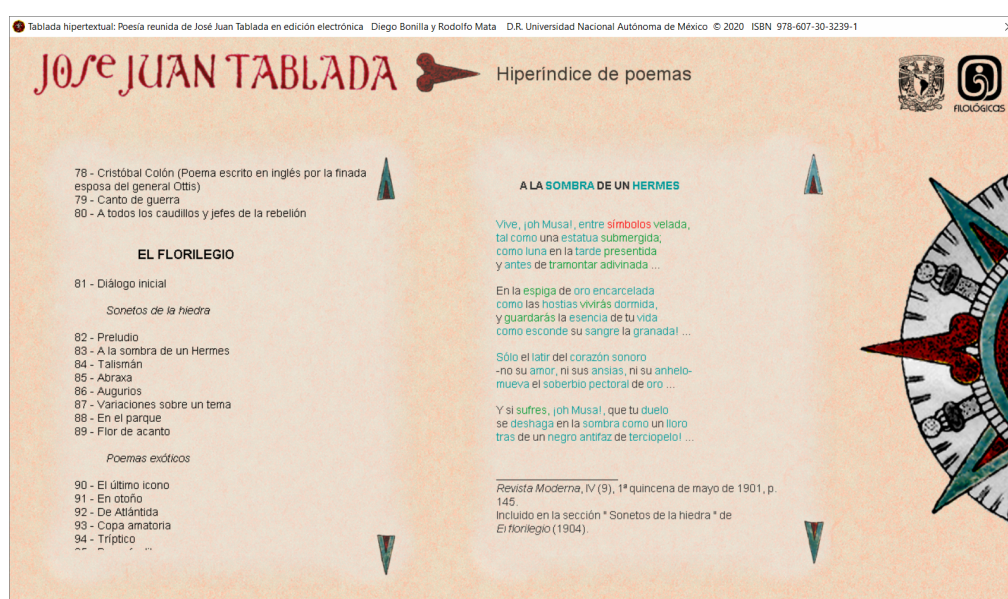 Tablada hipertextual: Poesía reunida de José Juan Tablada en edición electrónica Diego Bonilla y Rodolfo Mata D.R. Universidad Nacional Autónoma de México © 2020 ISBN 978-607-30-3239-1
JOSE JUAN TABLADA
Hiperíndice de poemas
FILOLÓGICAS
78 - Cristóbal Colón (Poema escrito en inglés por la finada
esposa del general Ottis)
79 - Canto de guerra
80 - A todos los caudillos y jefes de la rebelión
EL FLORILEGIO
81 - Diálogo inicial
Sonetos de la hiedra
82 - Preludio
83 - A la sombra de un Hermes
84 - Talismán
85 - Abraxa
86 - Augurios
87 - Variaciones sobre un tema
88 - En el parque
89 - Flor de acanto
Poemas exóticos
90 - El último icono
91 - En otoño
92 - De Atlántida
93 - Copa amatoria
94 - Tríptico
A LA SOMBRA DE UN HERMES
Vive, ¡oh Musa!, entre símbolos velada,
tal como una estatua submergida;
como luna en la tarde presentida
y antes de tramontar adivinada ...
En la espiga de oro encarcelada
como las hostias vivirás dormida,
y guardarás la esencia de tu vida
como esconde su sangre la granada! ...
Sólo el latir del corazón sonoro
-no su amor, ni sus ansias, ni su anhelo-
mueva el soberbio pectoral de oro ...
Y si sufres, ¡oh Musa!, que tu duelo
se deshaga en la sombra como un lloro
tras de un negro antifaz de terciopelo! ...
Revista Moderna, IV (9), 1ª quincena de mayo de 1901, p.
145.
Incluido en la sección " Sonetos de la hiedra " de
El florilegio (1904).